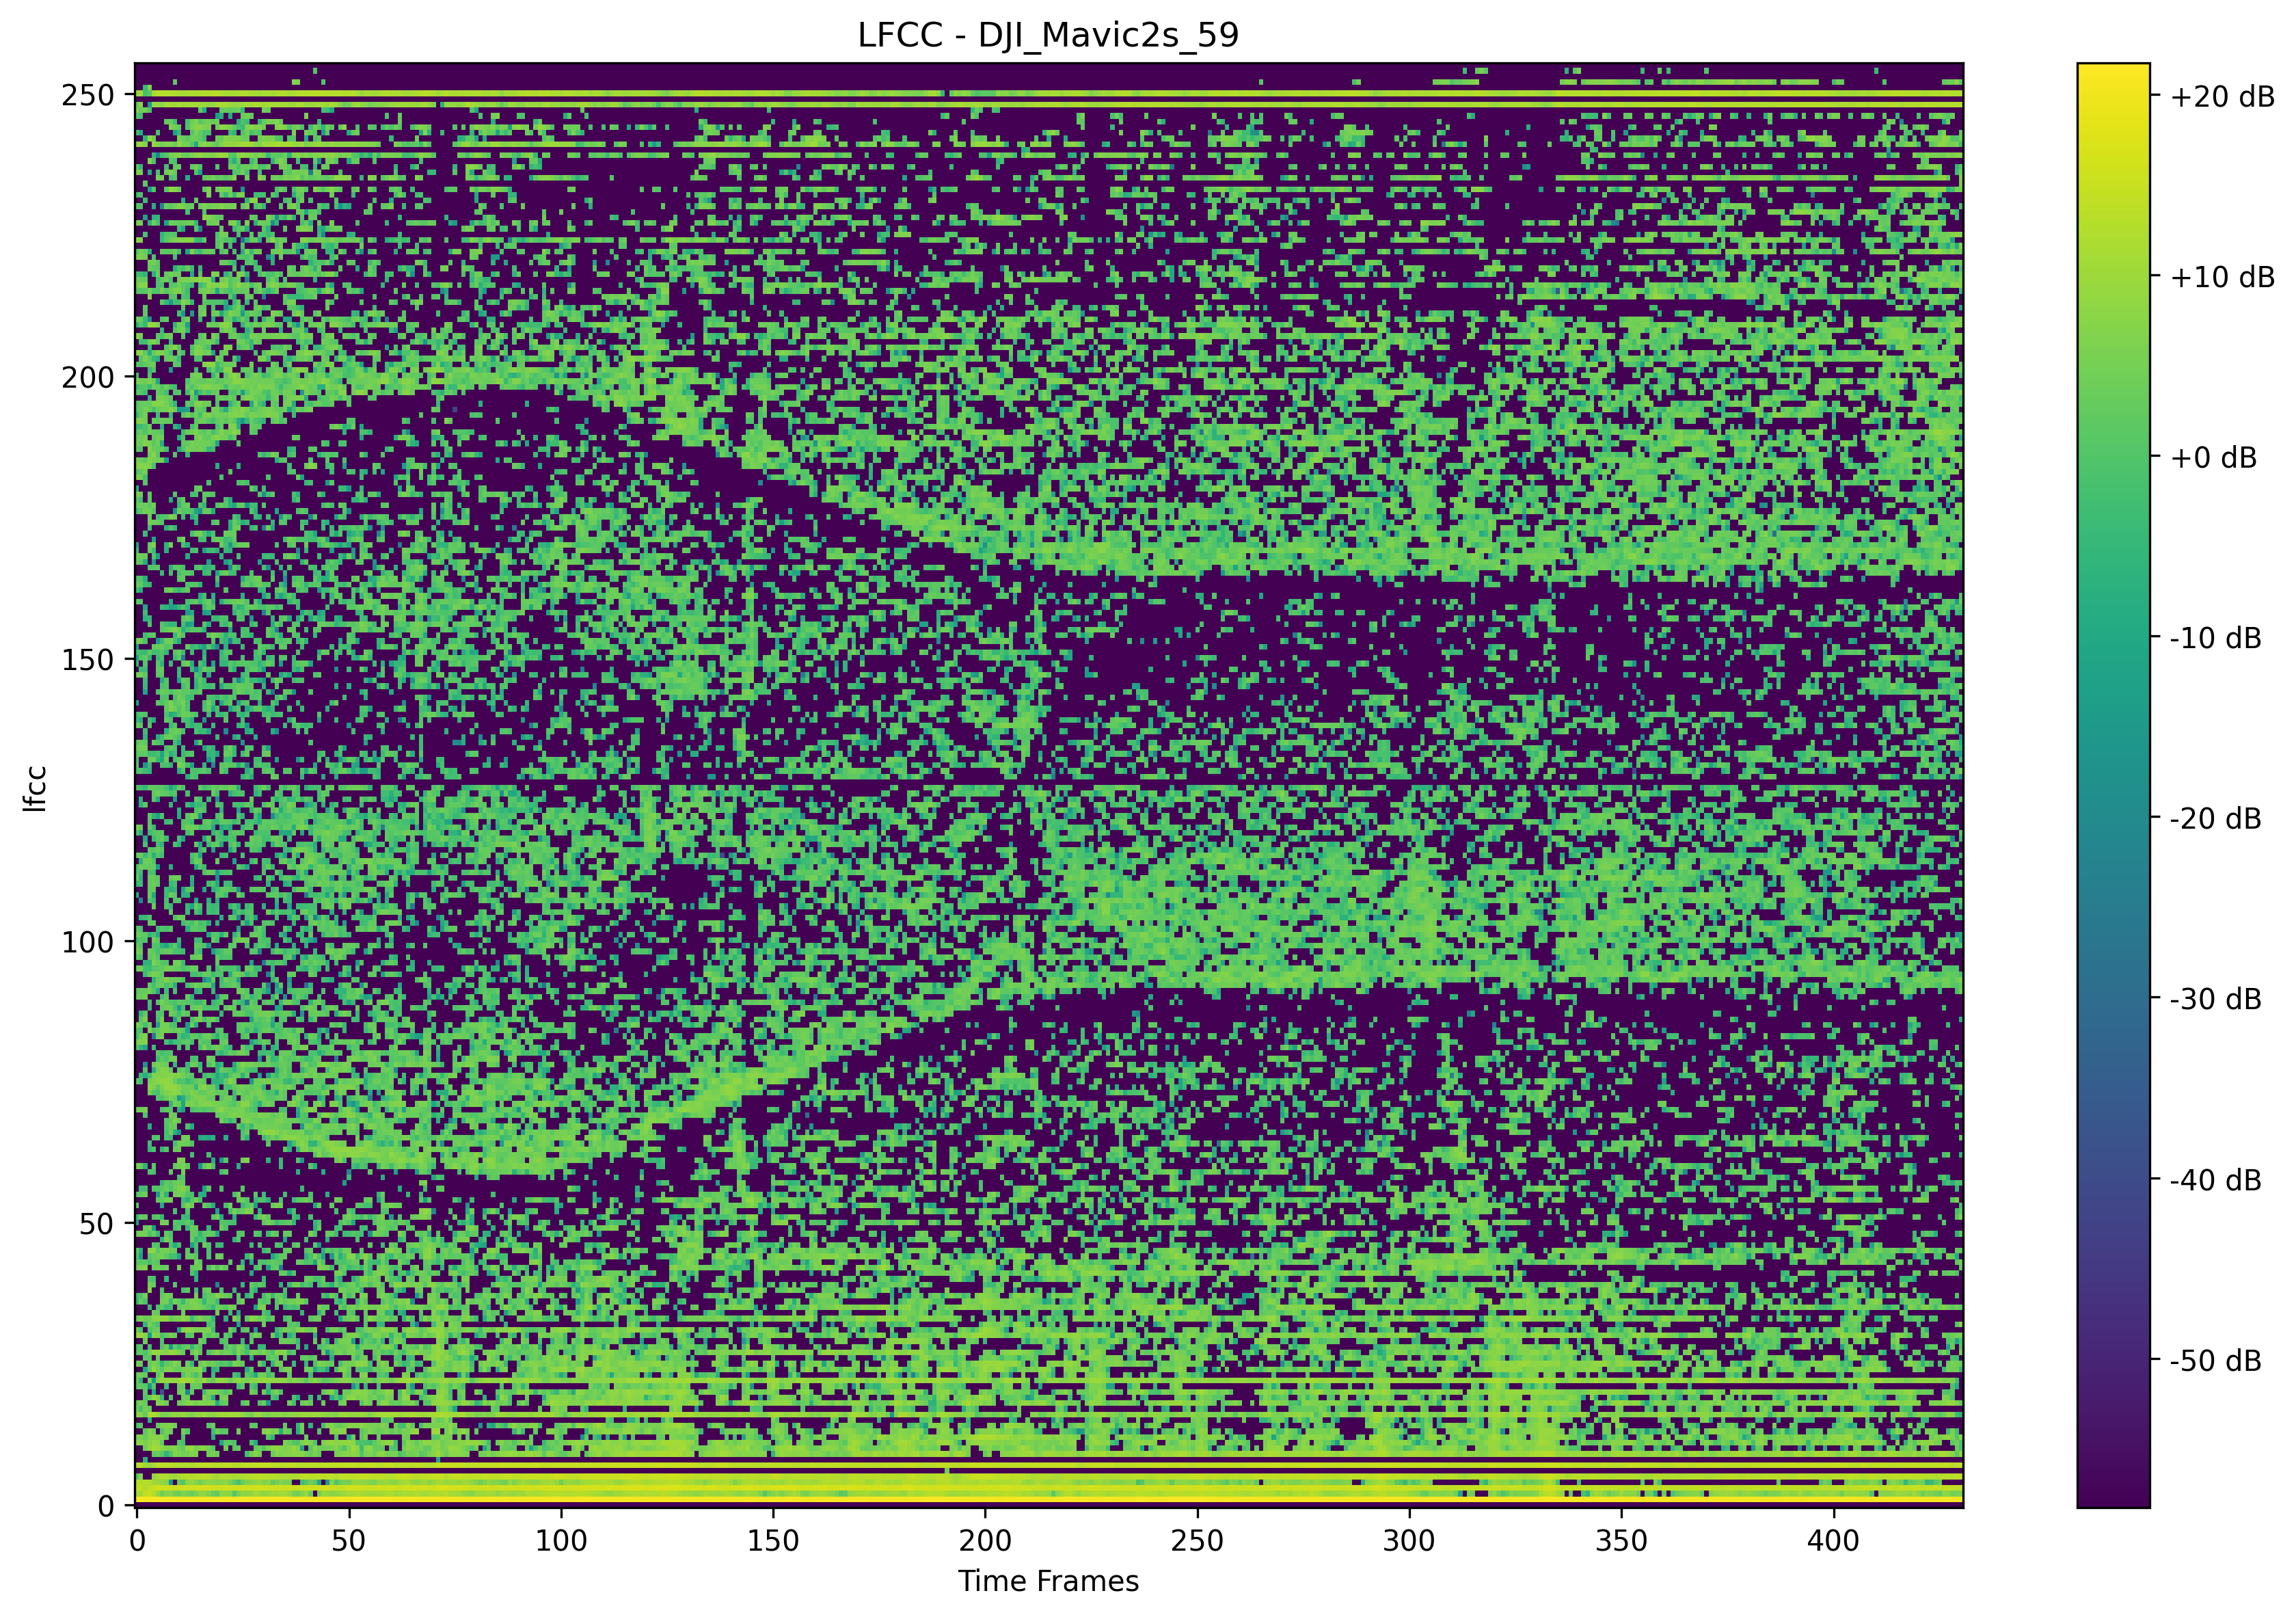 LFCC - DJI_Mavic2s_59
250
200
150
100
50
0
lfcc
0 50 100 150 200 250 300 350 400
Time Frames
+20 dB
+10 dB
+0 dB
-10 dB
-20 dB
-30 dB
-40 dB
-50 dB